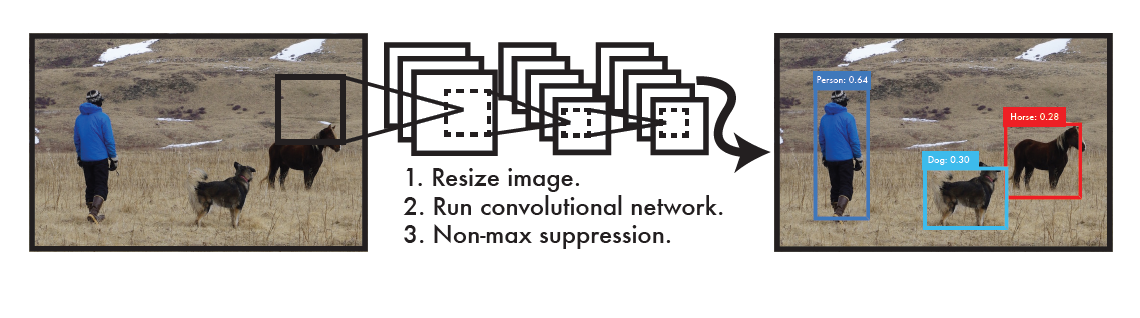 1. Resize image.
2. Run convolutional network.
3. Non-max suppression.
Person: 0.64
Horse: 0.28
Dog: 0.30